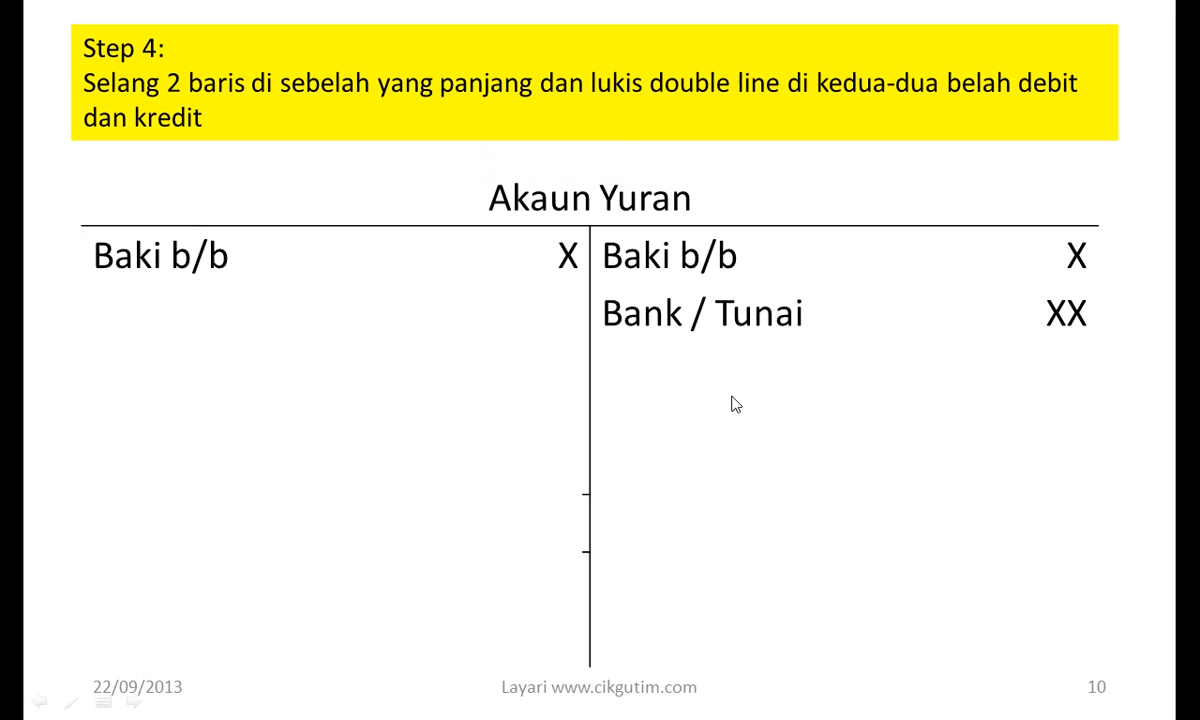 Step 4:
Selang 2 baris di sebelah yang panjang dan lukis double line di kedua-dua belah debit
dan kredit
Akaun Yuran
Baki b/b X Baki b/b X
Bank / Tunai XX
22/09/2013 Layari www.cikgutim.com 10